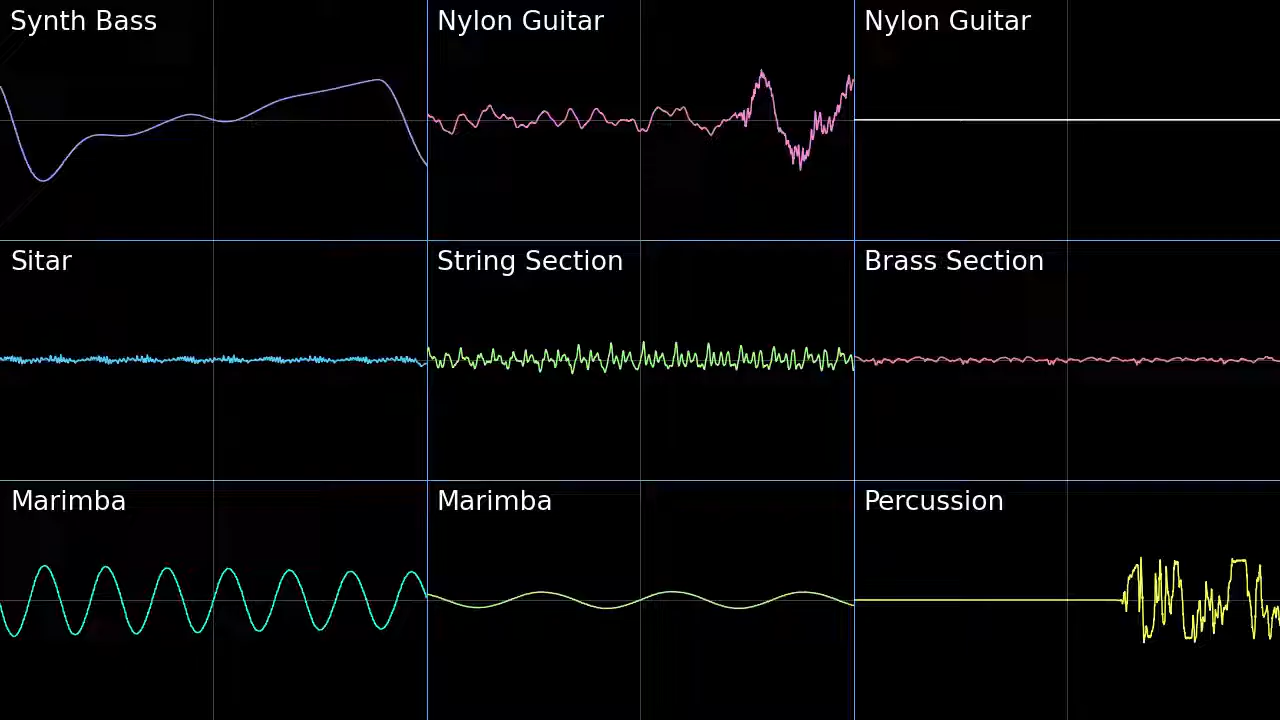 Synth Bass
Nylon Guitar
Nylon Guitar
Sitar
String Section
Brass Section
Marimba
Marimba
Percussion